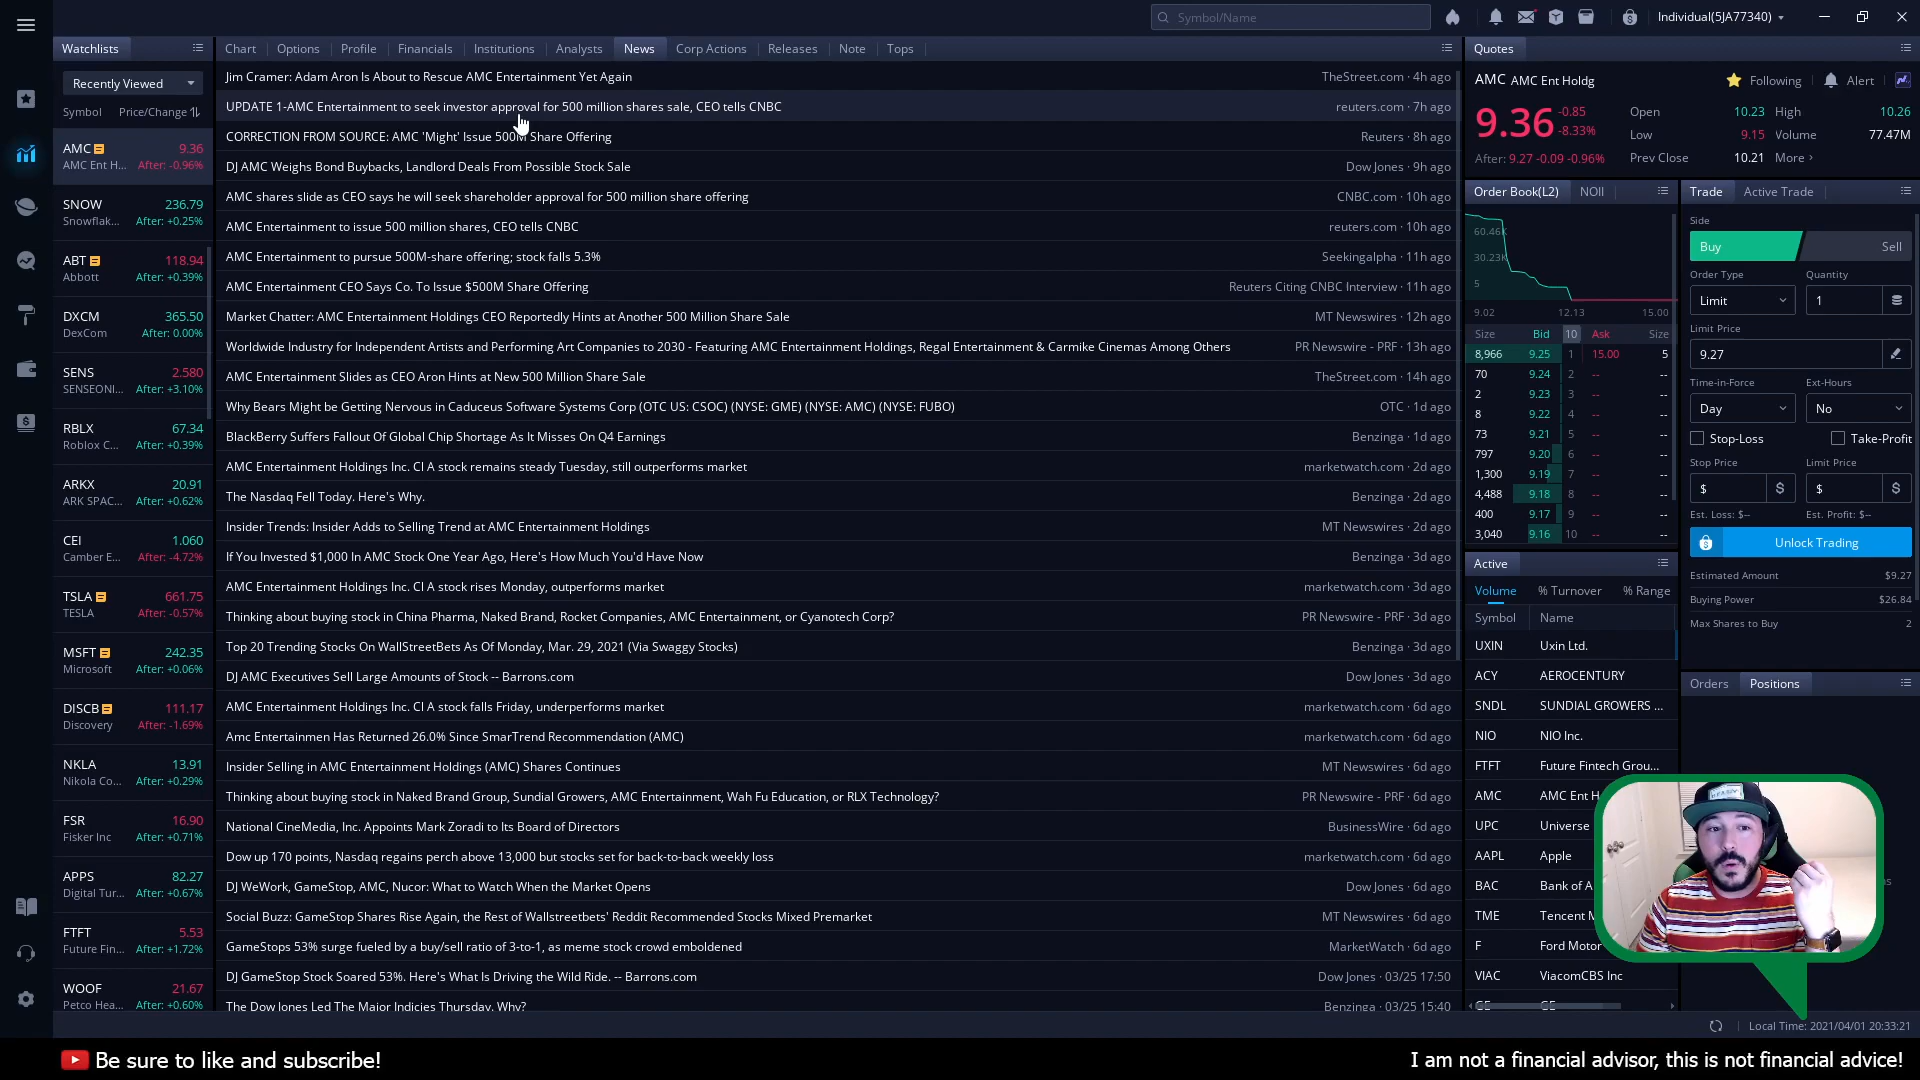 Symbol/Name
Individual(5JA77340)
Watchlists
Chart Options Profile Financials Institutions Analysts News Corp Actions Releases Note Tops
Recently Viewed
Symbol Price/Change
AMC 9.36
AMC Ent H... After: -0.96%
SNOW 236.79
Snowflak... After: +0.25%
ABT 118.94
Abbott After: +0.39%
DXCM 365.50
DexCom After: 0.00%
SENS 2.580
SENSEONI... After: +3.10%
RBLX 67.34
Roblox C... After: +0.39%
ARKX 20.91
ARK SPAC... After: +0.62%
CEI 1.060
Camber E... After: -4.72%
TSLA 661.75
TESLA After: -0.57%
MSFT 242.35
Microsoft After: +0.06%
DISCB 111.17
Discovery After: -1.69%
NKLA 13.91
Nikola Co... After: +0.29%
FSR 16.90
Fisker Inc After: +0.71%
APPS 82.27
Digital Tur... After: +0.67%
FTFT 5.53
Future Fin... After: +1.72%
WOOF 21.67
Petco Hea... After: +0.60%
Jim Cramer: Adam Aron Is About to Rescue AMC Entertainment Yet Again TheStreet.com · 4h ago
UPDATE 1-AMC Entertainment to seek investor approval for 500 million shares sale, CEO tells CNBC reuters.com · 7h ago
CORRECTION FROM SOURCE: AMC 'Might' Issue 500M Share Offering Reuters · 8h ago
DJ AMC Weighs Bond Buybacks, Landlord Deals From Possible Stock Sale Dow Jones · 9h ago
AMC shares slide as CEO says he will seek shareholder approval for 500 million share offering CNBC.com · 10h ago
AMC Entertainment to issue 500 million shares, CEO tells CNBC reuters.com · 10h ago
AMC Entertainment to pursue 500M-share offering; stock falls 5.3% Seekingalpha · 11h ago
AMC Entertainment CEO Says Co. To Issue $500M Share Offering Reuters Citing CNBC Interview · 11h ago
Market Chatter: AMC Entertainment Holdings CEO Reportedly Hints at Another 500 Million Share Sale MT Newswires · 12h ago
Worldwide Industry for Independent Artists and Performing Art Companies to 2030 - Featuring AMC Entertainment Holdings, Regal Entertainment & Carmike Cinemas Among Others PR Newswire - PRF · 13h ago
AMC Entertainment Slides as CEO Aron Hints at New 500 Million Share Sale TheStreet.com · 14h ago
Why Bears Might be Getting Nervous in Caduceus Software Systems Corp (OTC US: CSOC) (NYSE: GME) (NYSE: AMC) (NYSE: FUBO) OTC · 1d ago
BlackBerry Suffers Fallout Of Global Chip Shortage As It Misses On Q4 Earnings Benzinga · 1d ago
AMC Entertainment Holdings Inc. Cl A stock remains steady Tuesday, still outperforms market marketwatch.com · 2d ago
The Nasdaq Fell Today. Here's Why. Benzinga · 2d ago
Insider Trends: Insider Adds to Selling Trend at AMC Entertainment Holdings MT Newswires · 2d ago
If You Invested $1,000 In AMC Stock One Year Ago, Here's How Much You'd Have Now Benzinga · 3d ago
AMC Entertainment Holdings Inc. Cl A stock rises Monday, outperforms market marketwatch.com · 3d ago
Thinking about buying stock in China Pharma, Naked Brand, Rocket Companies, AMC Entertainment, or Cyanotech Corp? PR Newswire - PRF · 3d ago
Top 20 Trending Stocks On WallStreetBets As Of Monday, Mar. 29, 2021 (Via Swaggy Stocks) Benzinga · 3d ago
DJ AMC Executives Sell Large Amounts of Stock -- Barrons.com Dow Jones · 3d ago
AMC Entertainment Holdings Inc. Cl A stock falls Friday, underperforms market marketwatch.com · 6d ago
Amc Entertainmen Has Returned 26.0% Since SmarTrend Recommendation (AMC) marketwatch.com · 6d ago
Insider Selling in AMC Entertainment Holdings (AMC) Shares Continues MT Newswires · 6d ago
Thinking about buying stock in Naked Brand Group, Sundial Growers, AMC Entertainment, Wah Fu Education, or RLX Technology? PR Newswire - PRF · 6d ago
National CineMedia, Inc. Appoints Mark Zoradi to Its Board of Directors BusinessWire · 6d ago
Dow up 170 points, Nasdaq regains perch above 13,000 but stocks set for back-to-back weekly loss marketwatch.com · 6d ago
DJ WeWork, GameStop, AMC, Nucor: What to Watch When the Market Opens Dow Jones · 6d ago
Social Buzz: GameStop Shares Rise Again, the Rest of Wallstreetbets' Reddit Recommended Stocks Mixed Premarket MT Newswires · 6d ago
GameStops 53% surge fueled by a buy/sell ratio of 3-to-1, as meme stock crowd emboldened MarketWatch · 6d ago
DJ GameStop Stock Soared 53%. Here's What Is Driving the Wild Ride. -- Barrons.com Dow Jones · 03/25 17:50
The Dow Jones Led The Major Indicies Thursday. Why? Benzinga · 03/25 15:40
Quotes
AMC AMC Ent Holdg Following Alert
9.36 -0.85 -8.33%
Open 10.23 High 10.26
Low 9.15 Volume 77.47M
After: 9.27 -0.09 -0.96% Prev Close 10.21 More ›
Order Book(L2) NOII
60.46K
30.23K
5
9.02 12.13 15.00
Size Bid 10 Ask Size
8,966 9.25 1 15.00 5
70 9.24 2 -- --
2 9.23 3 -- --
8 9.22 4 -- --
73 9.21 5 -- --
797 9.20 6 -- --
1,300 9.19 7 -- --
4,488 9.18 8 -- --
400 9.17 9 -- --
3,040 9.16 10 -- --
Trade Active Trade
Side
Buy Sell
Order Type Quantity
Limit 1
Limit Price
9.27
Time-in-Force Ext-Hours
Day No
Stop-Loss Take-Profit
Stop Price Limit Price
$ $ $ $
Est. Loss: $-- Est. Profit: $--
Unlock Trading
Estimated Amount $9.27
Buying Power $26.84
Max Shares to Buy 2
Active
Volume % Turnover % Range
Symbol Name
UXIN Uxin Ltd.
ACY AEROCENTURY
SNDL SUNDIAL GROWERS ...
NIO NIO Inc.
FTFT Future Fintech Grou...
AMC AMC Ent H
UPC Universe
AAPL Apple
BAC Bank of A
TME Tencent M
F Ford Motor
VIAC ViacomCBS Inc
GE GE
Orders Positions
Local Time: 2021/04/01 20:33:21
Be sure to like and subscribe!
I am not a financial advisor, this is not financial advice!